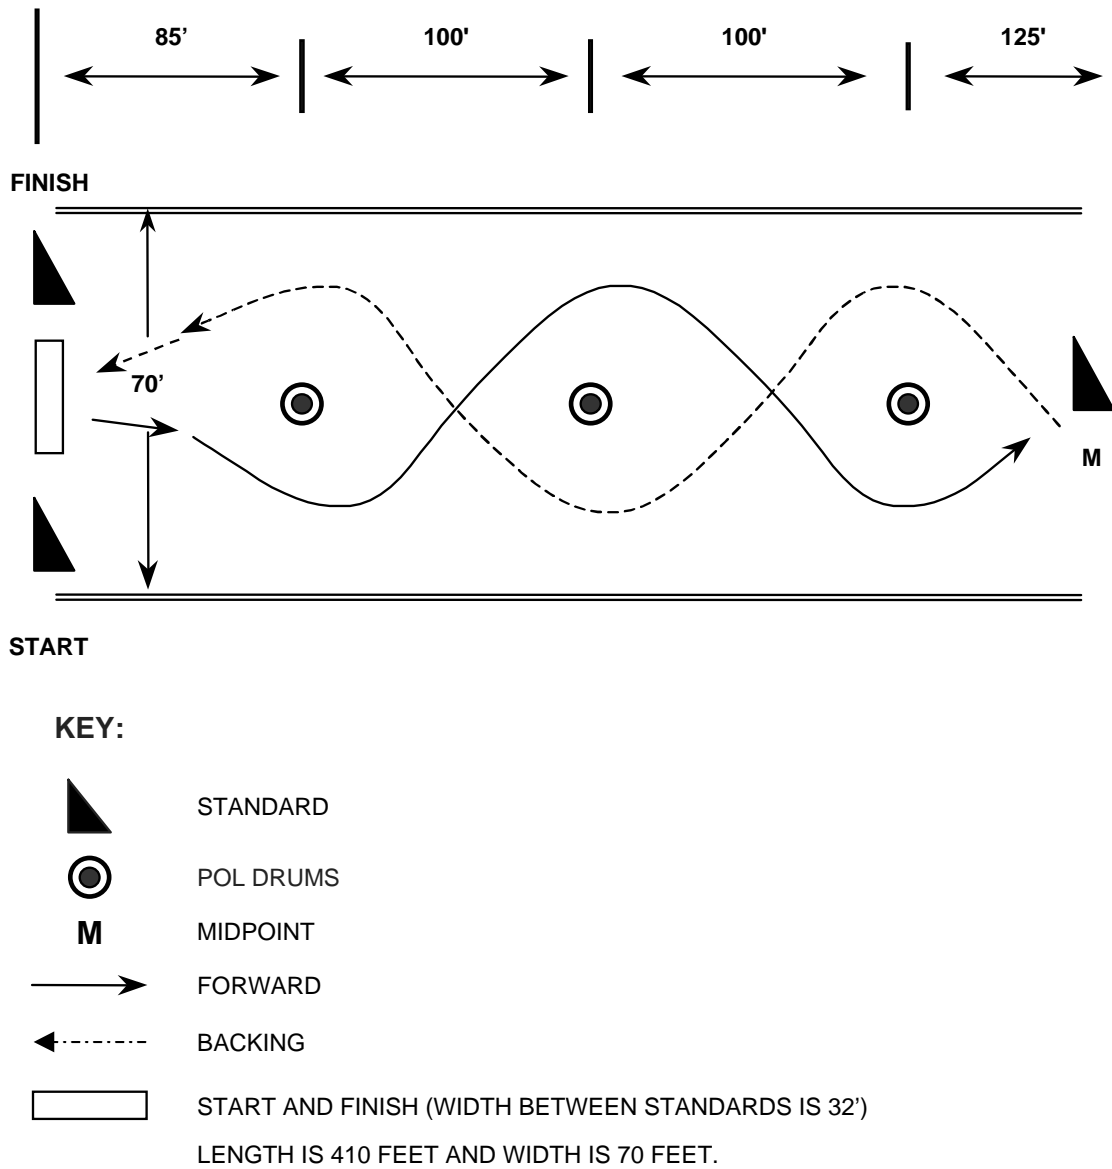 85’ 100' 100' 125'
FINISH
70’
M
START
KEY:
STANDARD
POL DRUMS
M MIDPOINT
FORWARD
BACKING
START AND FINISH (WIDTH BETWEEN STANDARDS IS 32’)
LENGTH IS 410 FEET AND WIDTH IS 70 FEET.